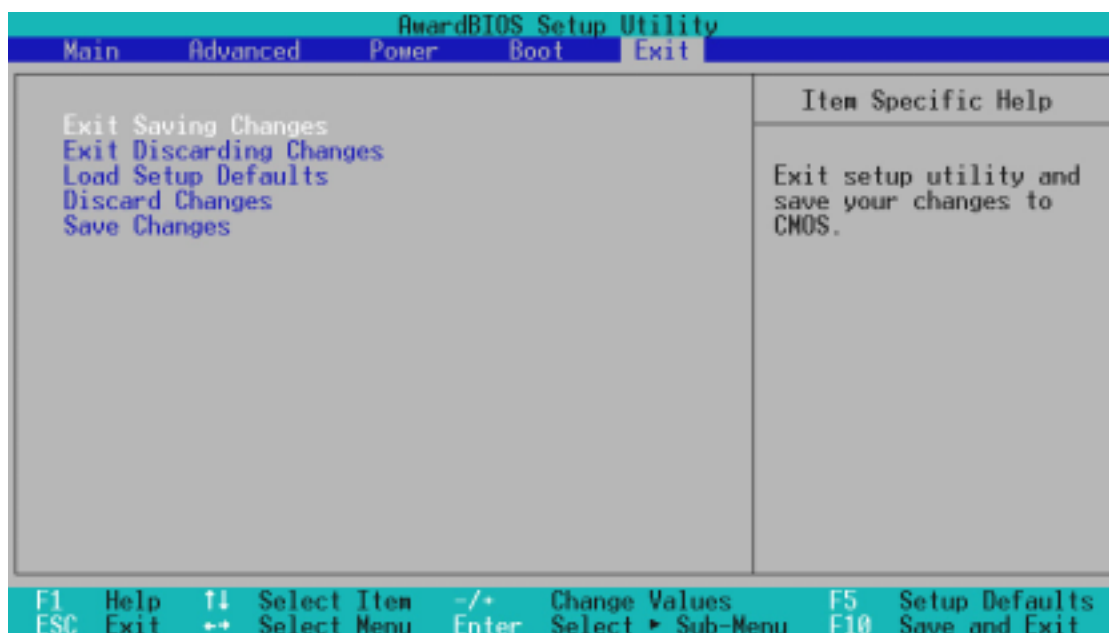 AwardBIOS Setup Utility
Main Advanced Power Boot Exit
Exit Saving Changes
Exit Discarding Changes
Load Setup Defaults
Discard Changes
Save Changes
Item Specific Help
Exit setup utility and
save your changes to
CMOS.
F1 Help ↑↓ Select Item -/+ Change Values F5 Setup Defaults
ESC Exit ←→ Select Menu Enter Select ► Sub-Menu F10 Save and Exit